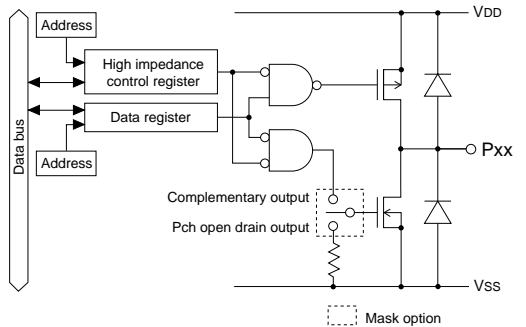 Address
VDD
High impedance
control register
Data register
Data bus
Pxx
Address
Complementary output
Pch open drain output
VSS
Mask option